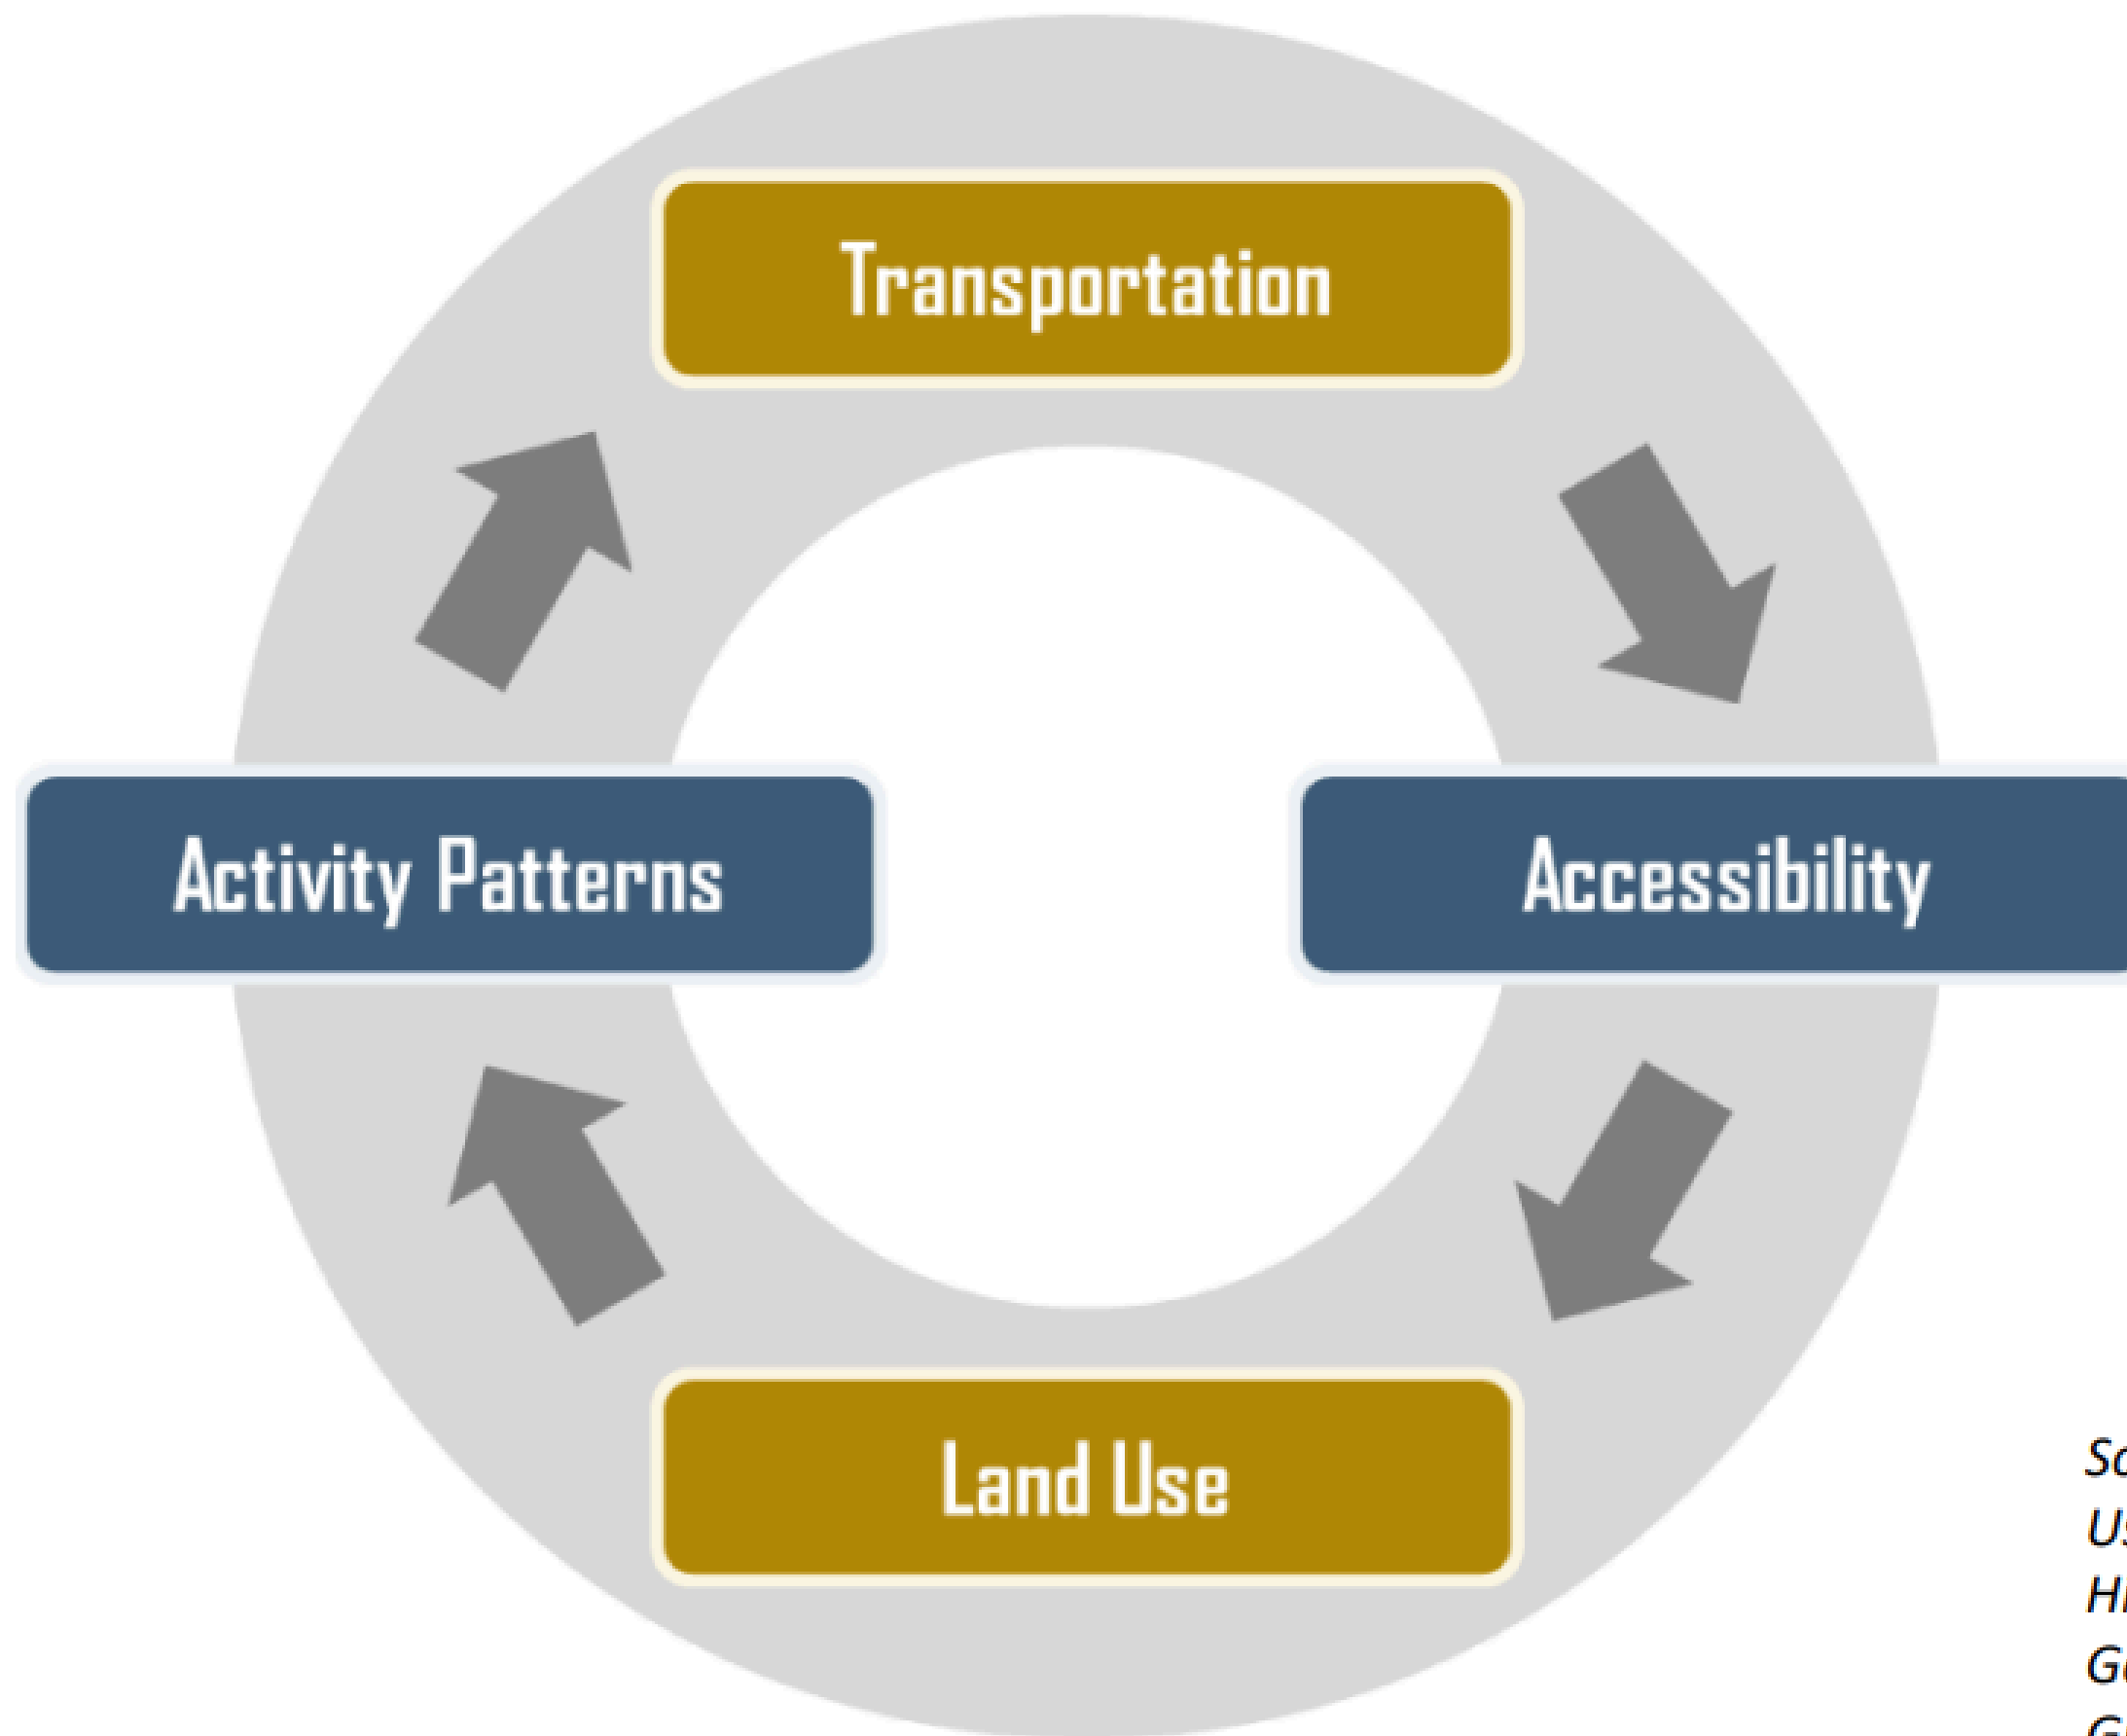 Transportation
Activity Patterns
Accessibility
Land Use